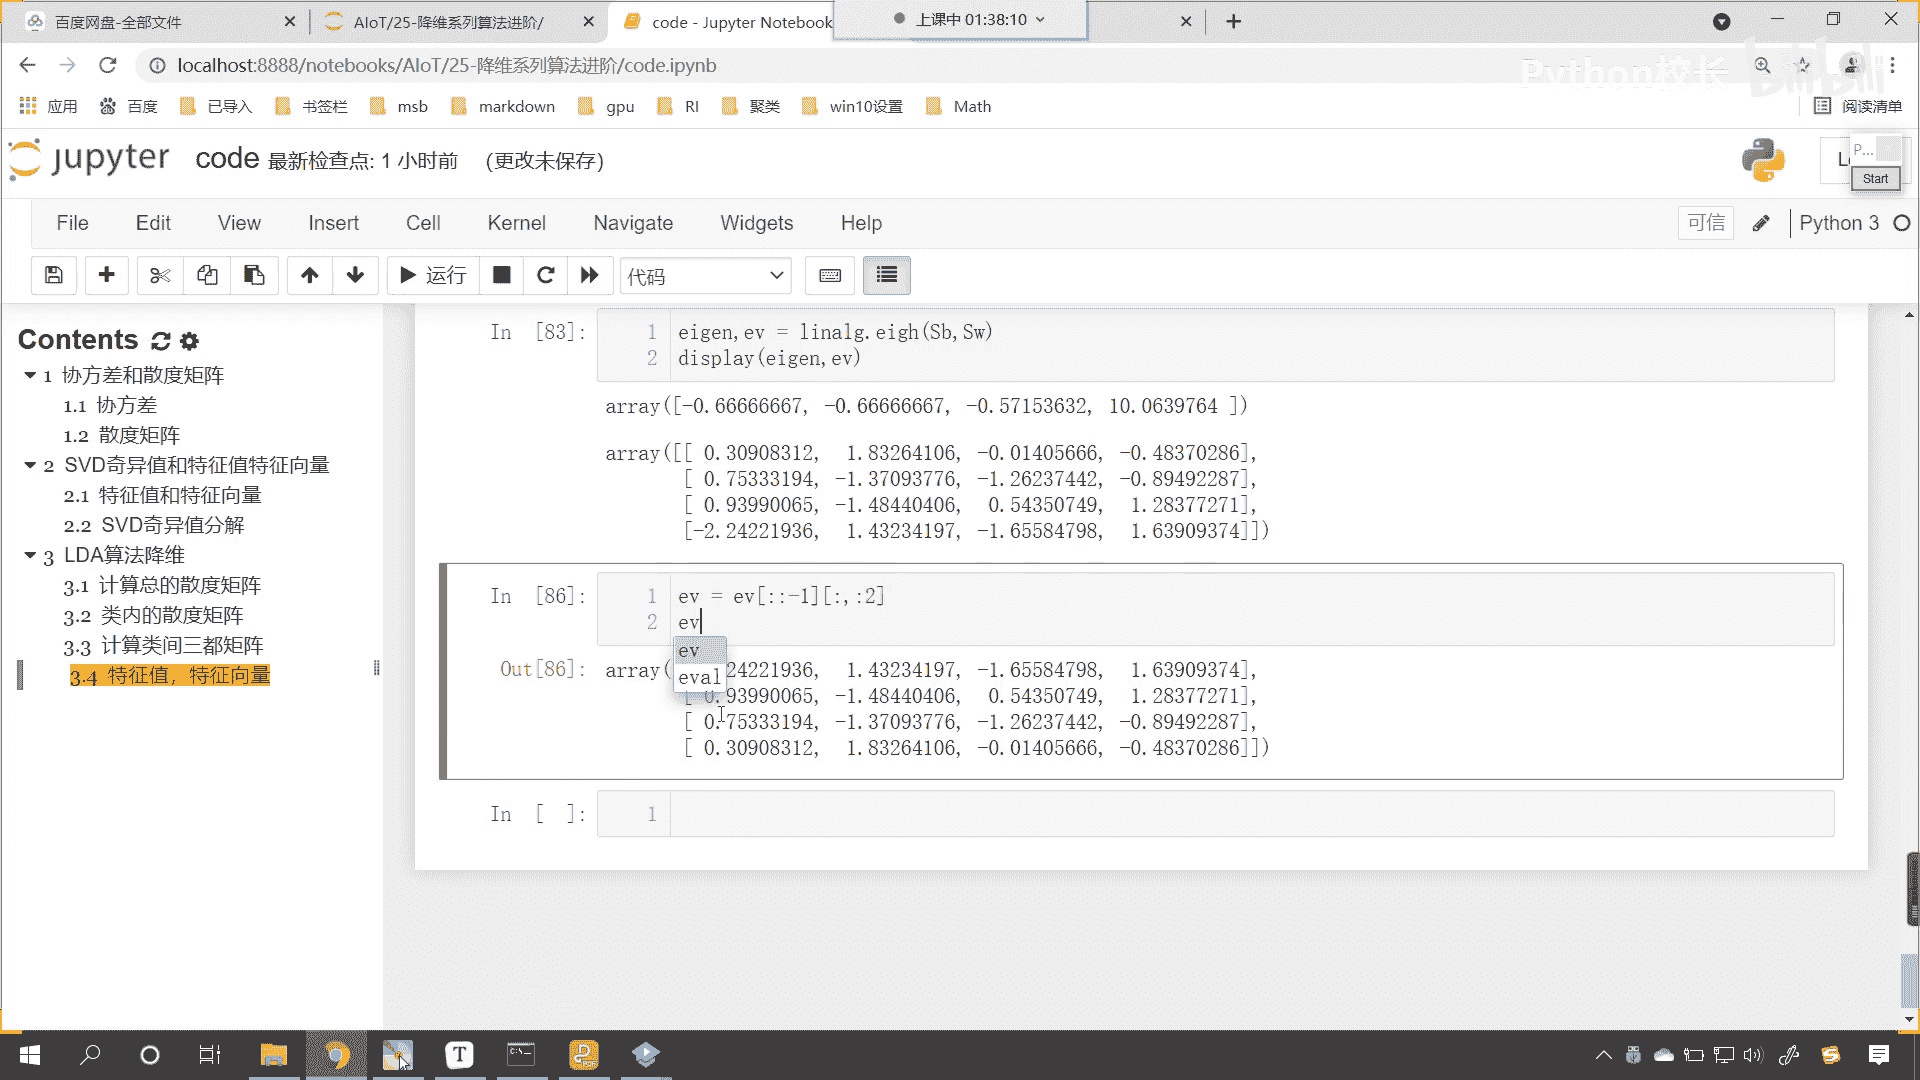 百度网盘-全部文件
AIoT/25-降维系列算法进阶/
code - Jupyter Notebook
上课中 01:38:10
localhost:8888/notebooks/AIoT/25-降维系列算法进阶/code.ipynb
Python校长
bilibili
应用 百度 已导入 书签栏 msb markdown gpu RI 聚类 win10设置 Math 阅读清单
jupyter code 最新检查点: 1 小时前 (更改未保存)
P...
Start
File Edit View Insert Cell Kernel Navigate Widgets Help 可信 Python 3
运行 代码
Contents
1 协方差和散度矩阵
1.1 协方差
1.2 散度矩阵
2 SVD奇异值和特征值特征向量
2.1 特征值和特征向量
2.2 SVD奇异值分解
3 LDA算法降维
3.1 计算总的散度矩阵
3.2 类内的散度矩阵
3.3 计算类间三都矩阵
3.4 特征值，特征向量
In [83]: 1 eigen,ev = linalg.eigh(Sb,Sw)
2 display(eigen,ev)
array([-0.66666667, -0.66666667, -0.57153632, 10.0639764 ])
array([[ 0.30908312, 1.83264106, -0.01405666, -0.48370286],
[ 0.75333194, -1.37093776, -1.26237442, -0.89492287],
[ 0.93990065, -1.48440406, 0.54350749, 1.28377271],
[-2.24221936, 1.43234197, -1.65584798, 1.63909374]])
In [86]: 1 ev = ev[::-1][:,:2]
2 ev
ev
eval
Out[86]: array( 24221936, 1.43234197, -1.65584798, 1.63909374],
[ 0.93990065, -1.48440406, 0.54350749, 1.28377271],
[ 0.75333194, -1.37093776, -1.26237442, -0.89492287],
[ 0.30908312, 1.83264106, -0.01405666, -0.48370286]])
In [ ]: 1